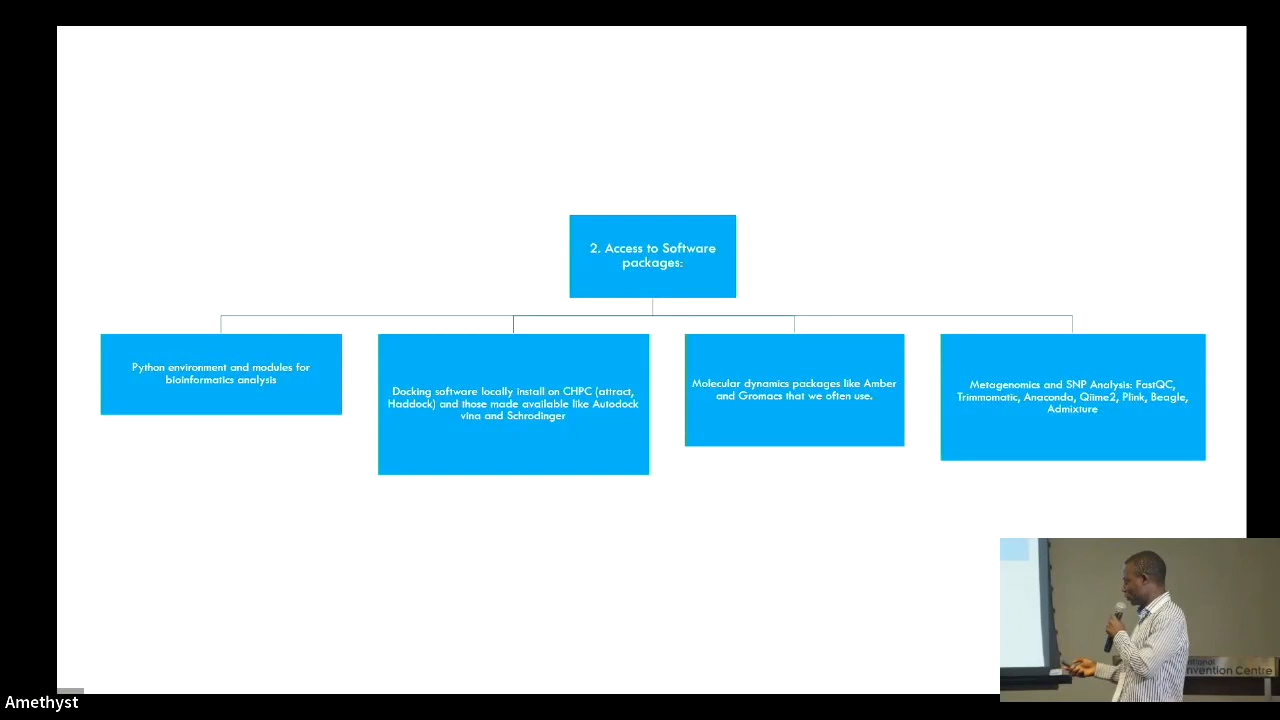 2. Access to Software
packages:
Python environment and modules for
bioinformatics analysis
Docking software locally install on CHPC (attract,
Haddock) and those made available like Autodock
vina and Schrodinger
Molecular dynamics packages like Amber
and Gromacs that we often use.
Metagenomics and SNP Analysis: FastQC,
Trimmomatic, Anaconda, Qiime2, Plink, Beagle,
Admixture
Convention Centre
Amethyst